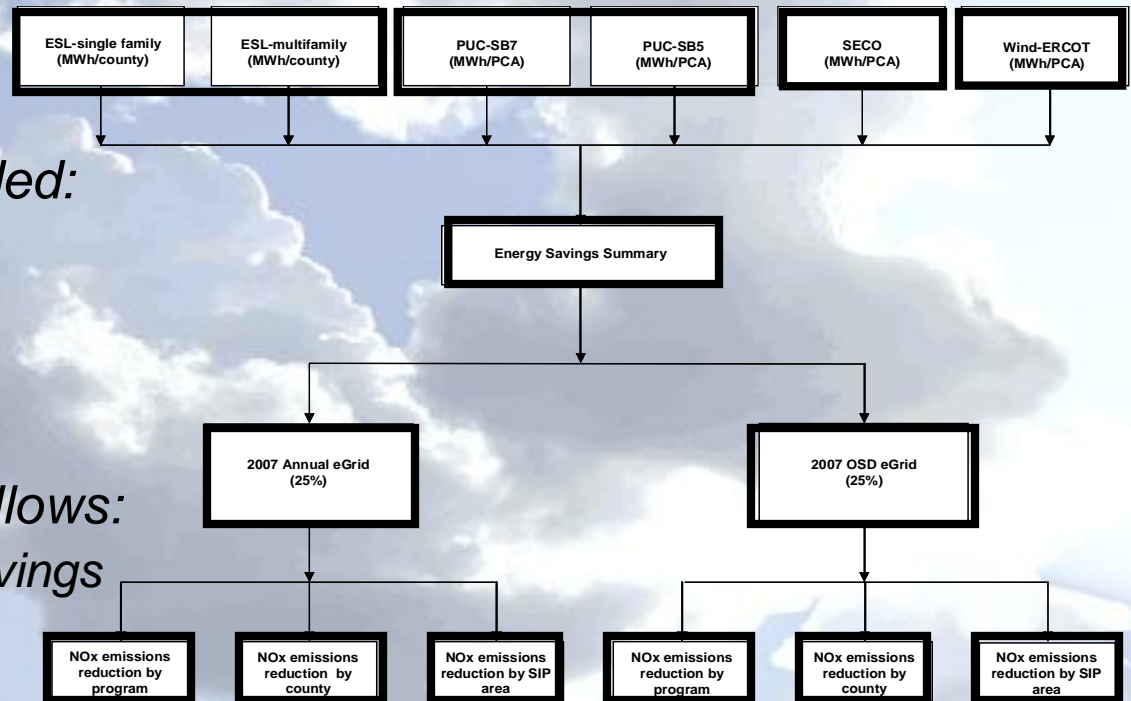 ESL-single family
(MWh/county)
ESL-multifamily
(MWh/county)
PUC-SB7
(MWh/PCA)
PUC-SB5
(MWh/PCA)
SECO
(MWh/PCA)
Wind-ERCOT
(MWh/PCA)
Energy Savings Summary
2007 Annual eGrid
(25%)
2007 OSD eGrid
(25%)
NOx emissions
reduction by
program
NOx emissions
reduction by
county
NOx emissions
reduction by SIP
area
NOx emissions
reduction by
program
NOx emissions
reduction by
county
NOx emissions
reduction by SIP
area